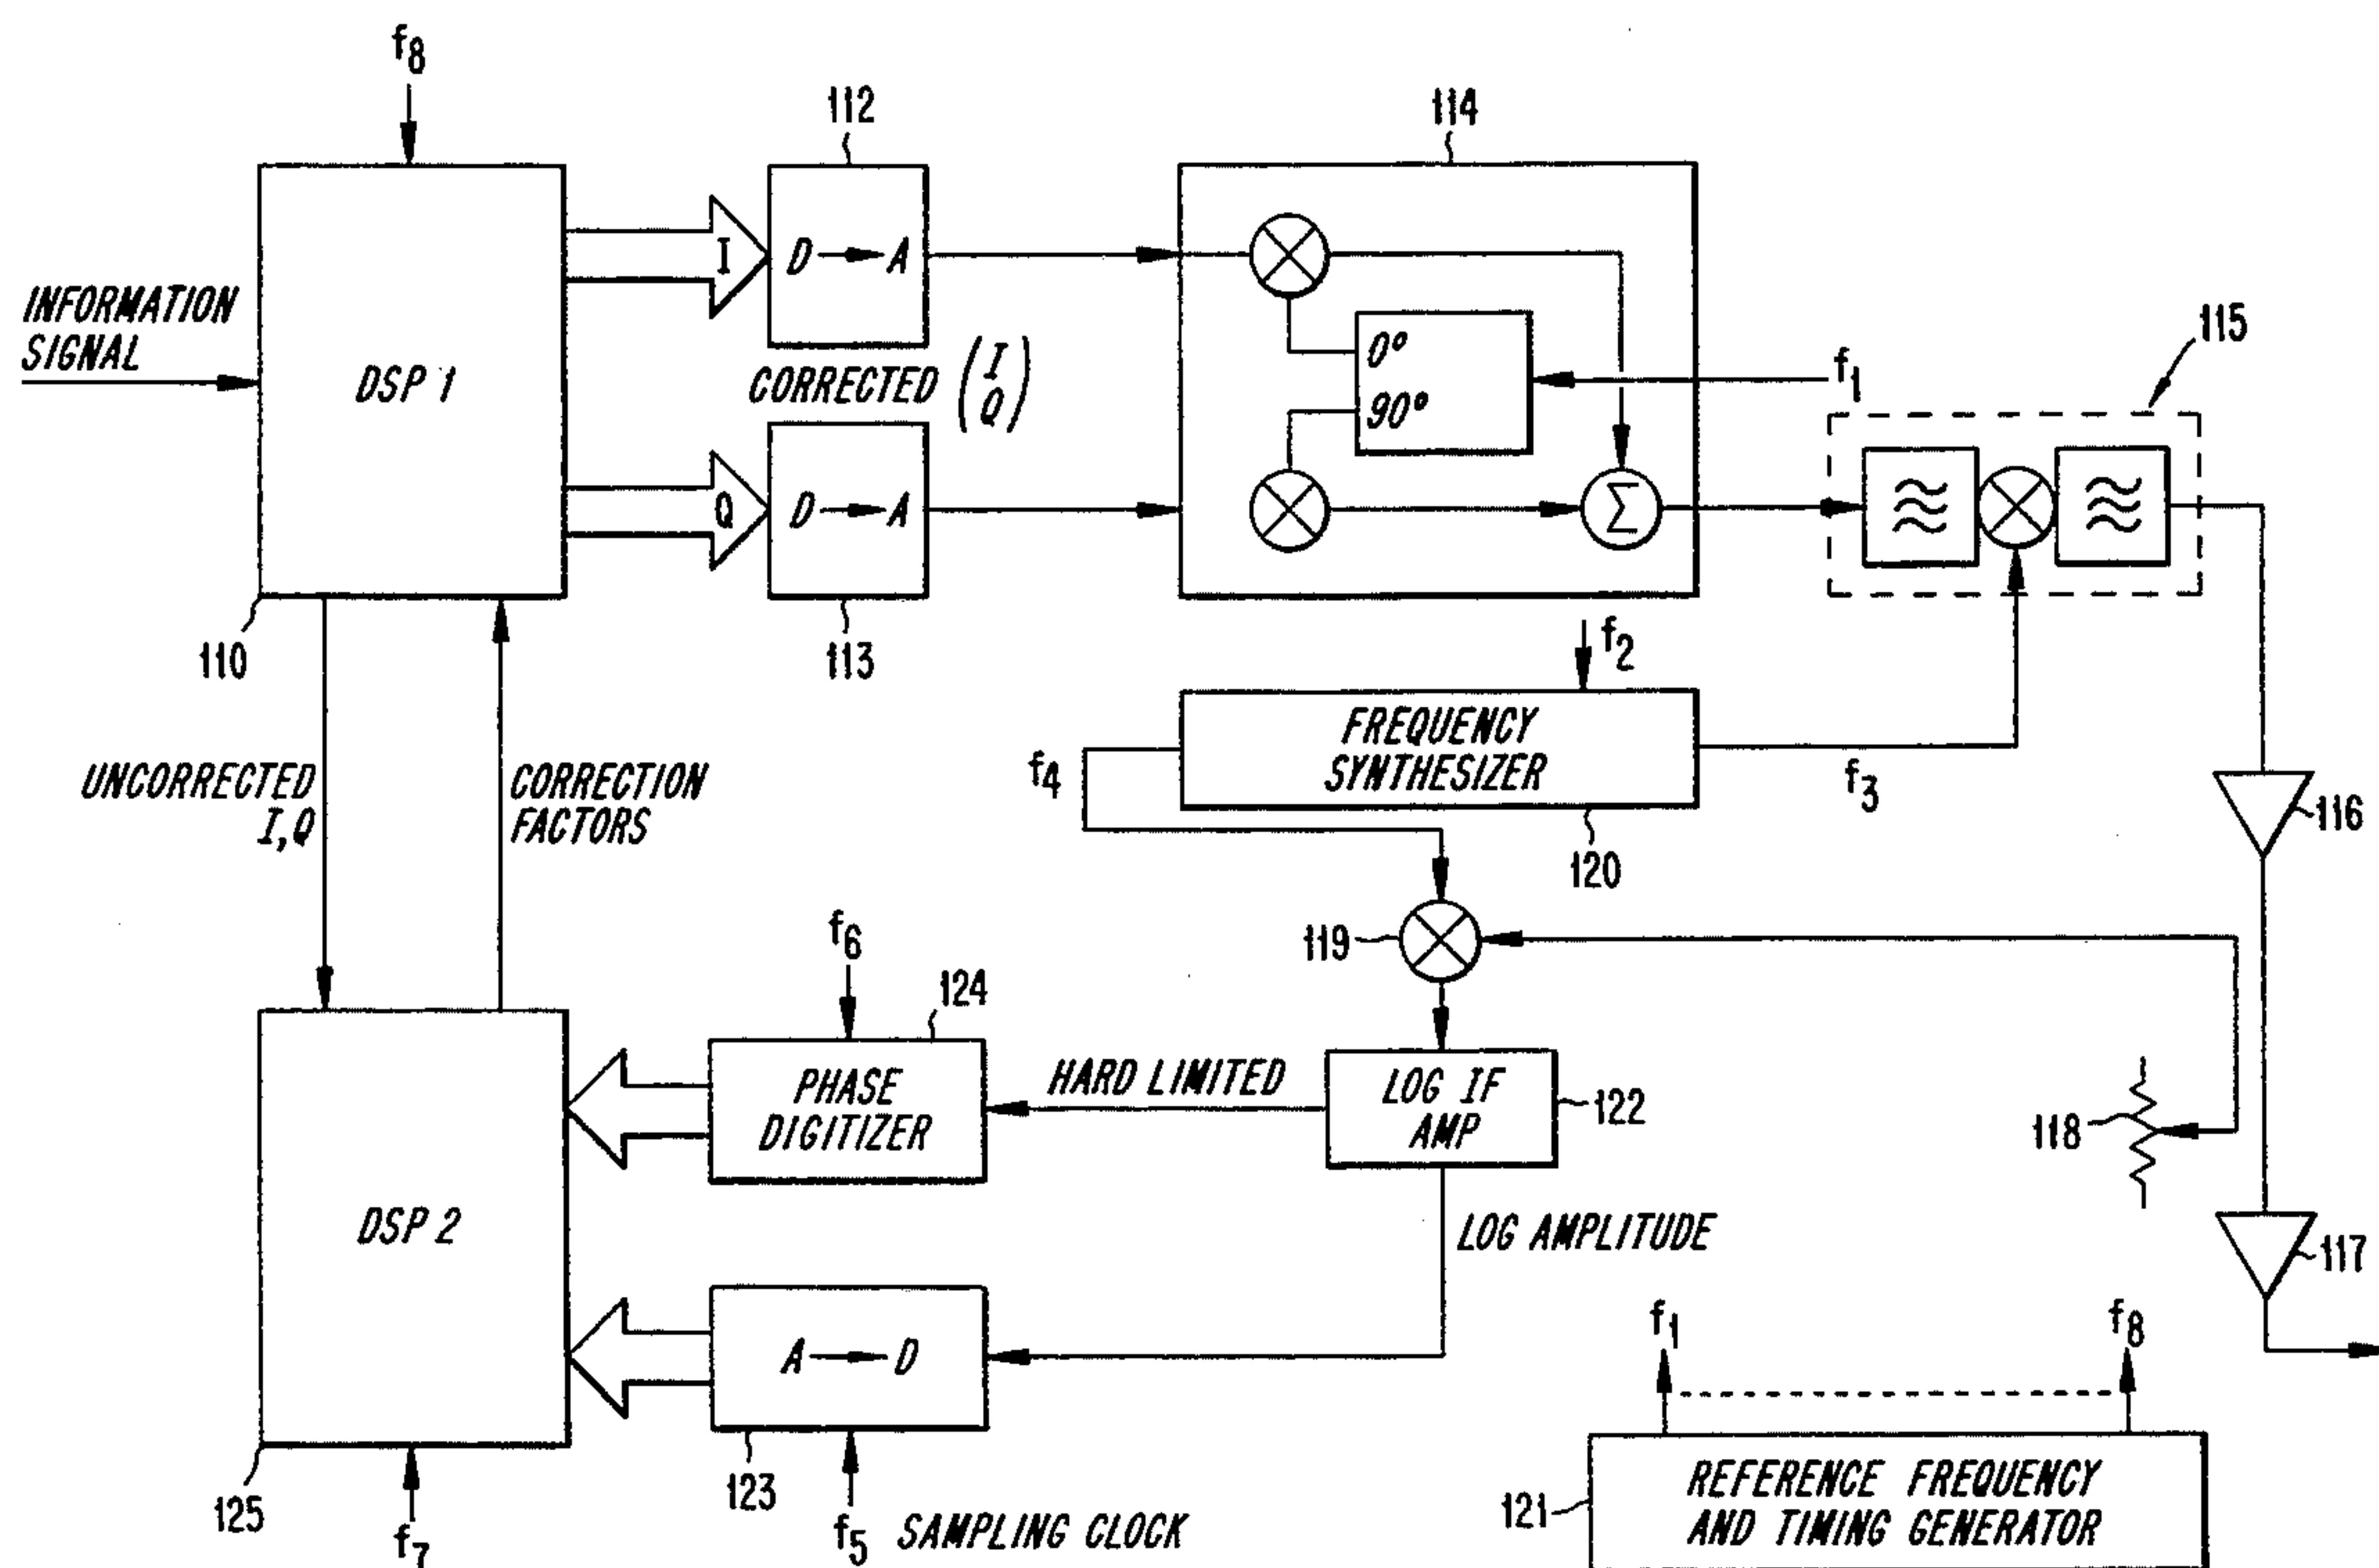 f8
112
114
INFORMATION
SIGNAL
DSP 1
I
D → A
CORRECTED (I
Q)
Q
D → A
0°
90°
Σ
f1
115
110
113
f2
FREQUENCY
SYNTHESIZER
f4
f3
120
116
UNCORRECTED
I,Q
CORRECTION
FACTORS
f6
124
119
PHASE
DIGITIZER
HARD LIMITED
LOG IF
AMP
122
118
DSP 2
LOG AMPLITUDE
117
A → D
f1
f8
125
f7
123
f5 SAMPLING CLOCK
121
REFERENCE FREQUENCY
AND TIMING GENERATOR